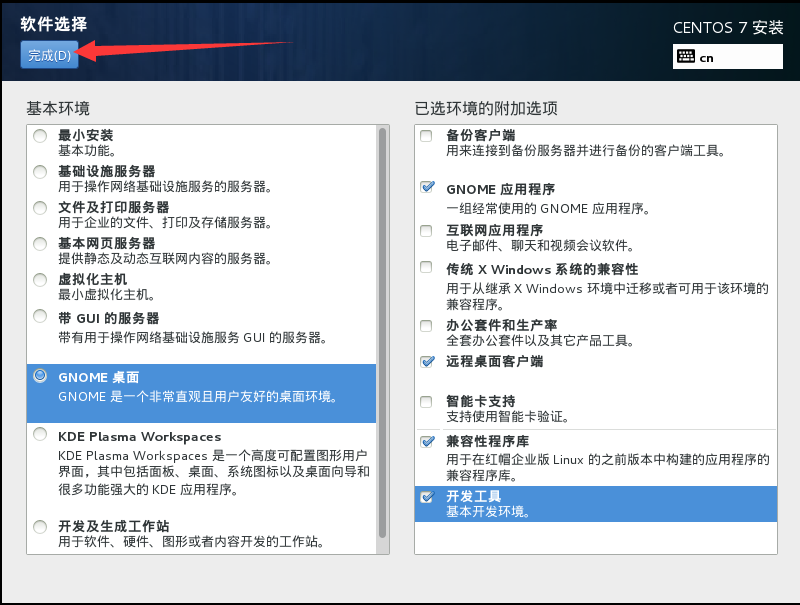 软件选择
CENTOS 7 安装
完成(D)
cn
基本环境
最小安装
基本功能。
基础设施服务器
用于操作网络基础设施服务的服务器。
文件及打印服务器
用于企业的文件、打印及存储服务器。
基本网页服务器
提供静态及动态互联网内容的服务器。
虚拟化主机
最小虚拟化主机。
带 GUI 的服务器
带有用于操作网络基础设施服务 GUI 的服务器。
GNOME 桌面
GNOME 是一个非常直观且用户友好的桌面环境。
KDE Plasma Workspaces
KDE Plasma Workspaces 是一个高度可配置图形用户
界面，其中包括面板、桌面、系统图标以及桌面向导和
很多功能强大的 KDE 应用程序。
开发及生成工作站
用于软件、硬件、图形或者内容开发的工作站。
已选环境的附加选项
备份客户端
用来连接到备份服务器并进行备份的客户端工具。
GNOME 应用程序
一组经常使用的 GNOME 应用程序。
互联网应用程序
电子邮件、聊天和视频会议软件。
传统 X Windows 系统的兼容性
用于从继承 X Windows 环境中迁移或者可用于该环境的
兼容程序。
办公套件和生产率
全套办公套件以及其它产品工具。
远程桌面客户端
智能卡支持
支持使用智能卡验证。
兼容性程序库
用于在红帽企业版 Linux 的之前版本中构建的应用程序的
兼容程序库。
开发工具
基本开发环境。